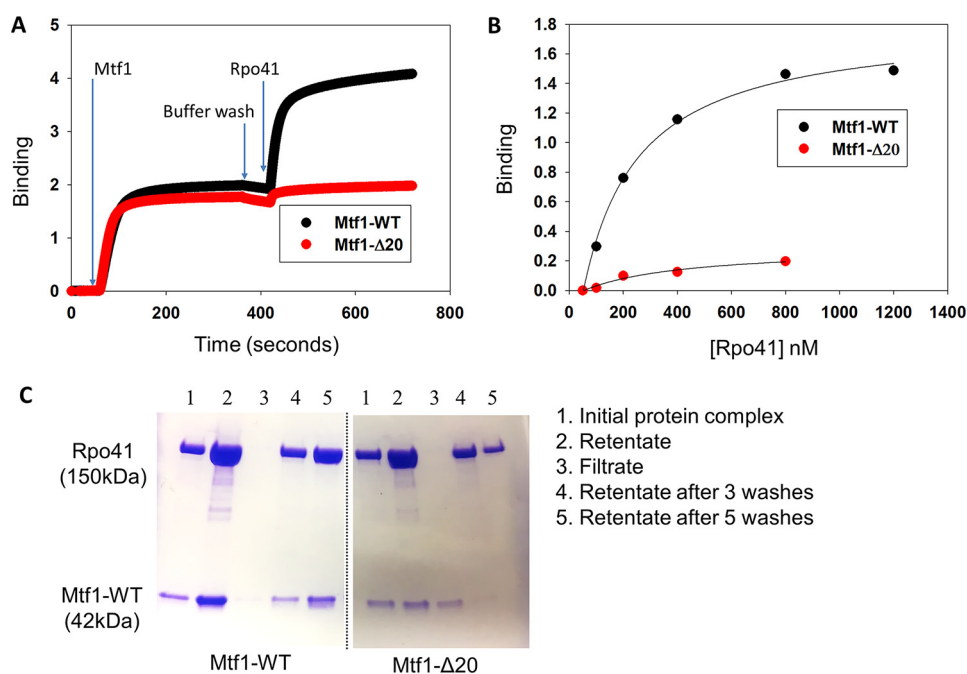 A
Binding
5
4
3
2
1
0
Mtf1
Buffer wash
Rpo41
Mtf1-WT
Mtf1-Δ20
0 200 400 600 800
Time (seconds)
B
Binding
1.8
1.6
1.4
1.2
1.0
0.8
0.6
0.4
0.2
0.0
Mtf1-WT
Mtf1-Δ20
0 200 400 600 800 1000 1200 1400
[Rpo41] nM
C
1 2 3 4 5 1 2 3 4 5
Rpo41
(150kDa)
Mtf1-WT
(42kDa)
Mtf1-WT
Mtf1-Δ20
1. Initial protein complex
2. Retentate
3. Filtrate
4. Retentate after 3 washes
5. Retentate after 5 washes